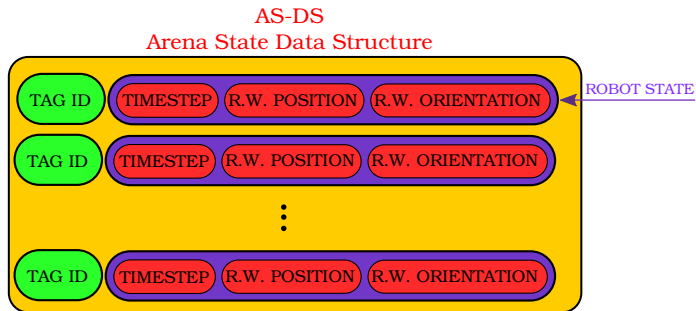 AS-DS
Arena State Data Structure
TAG ID TIMESTEP R.W. POSITION R.W. ORIENTATION
ROBOT STATE
TAG ID TIMESTEP R.W. POSITION R.W. ORIENTATION
TAG ID TIMESTEP R.W. POSITION R.W. ORIENTATION